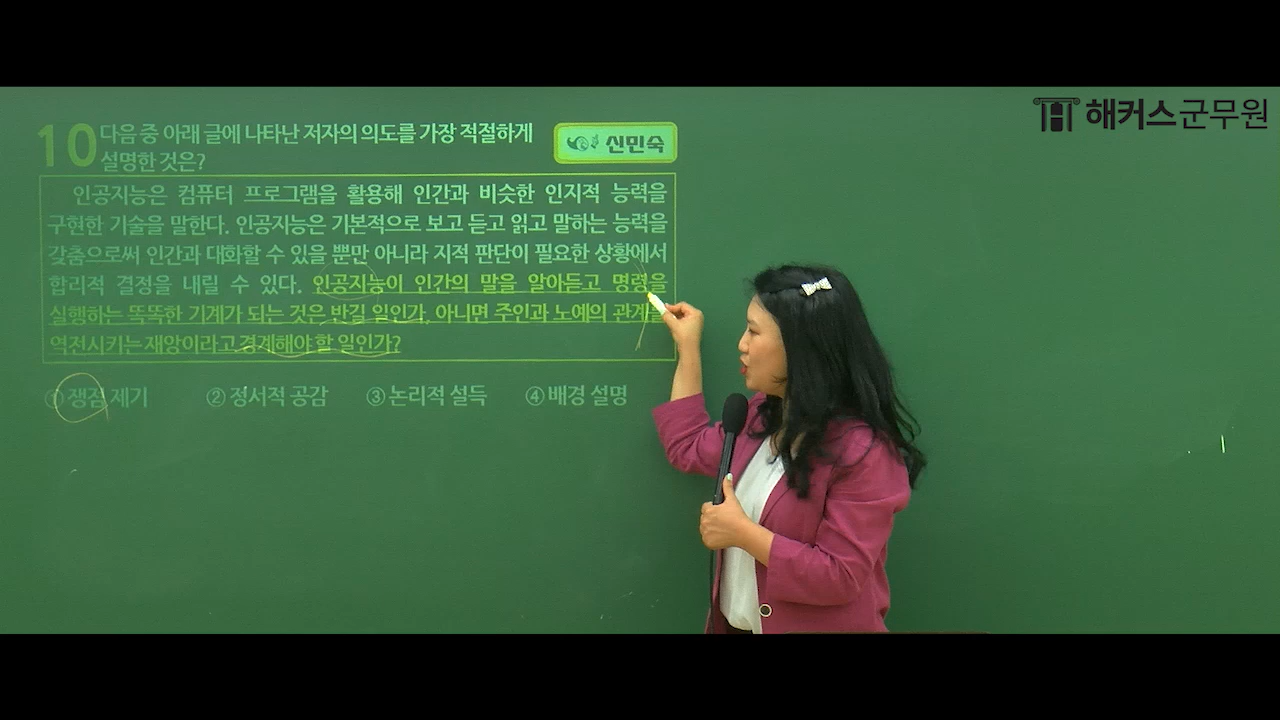 해커스군무원
10 다음 중 아래 글에 나타난 저자의 의도를 가장 적절하게
설명한 것은?
신민숙
인공지능은 컴퓨터 프로그램을 활용해 인간과 비슷한 인지적 능력을
구현한 기술을 말한다. 인공지능은 기본적으로 보고 듣고 읽고 말하는 능력을
갖춤으로써 인간과 대화할 수 있을 뿐만 아니라 지적 판단이 필요한 상황에서
합리적 결정을 내릴 수 있다. 인공지능이 인간의 말을 알아듣고 명령을
실행하는 똑똑한 기계가 되는 것은 반길 일인가, 아니면 주인과 노예의 관계를
역전시키는 재앙이라고 경계해야 할 일인가?
① 쟁점 제기 ② 정서적 공감 ③ 논리적 설득 ④ 배경 설명